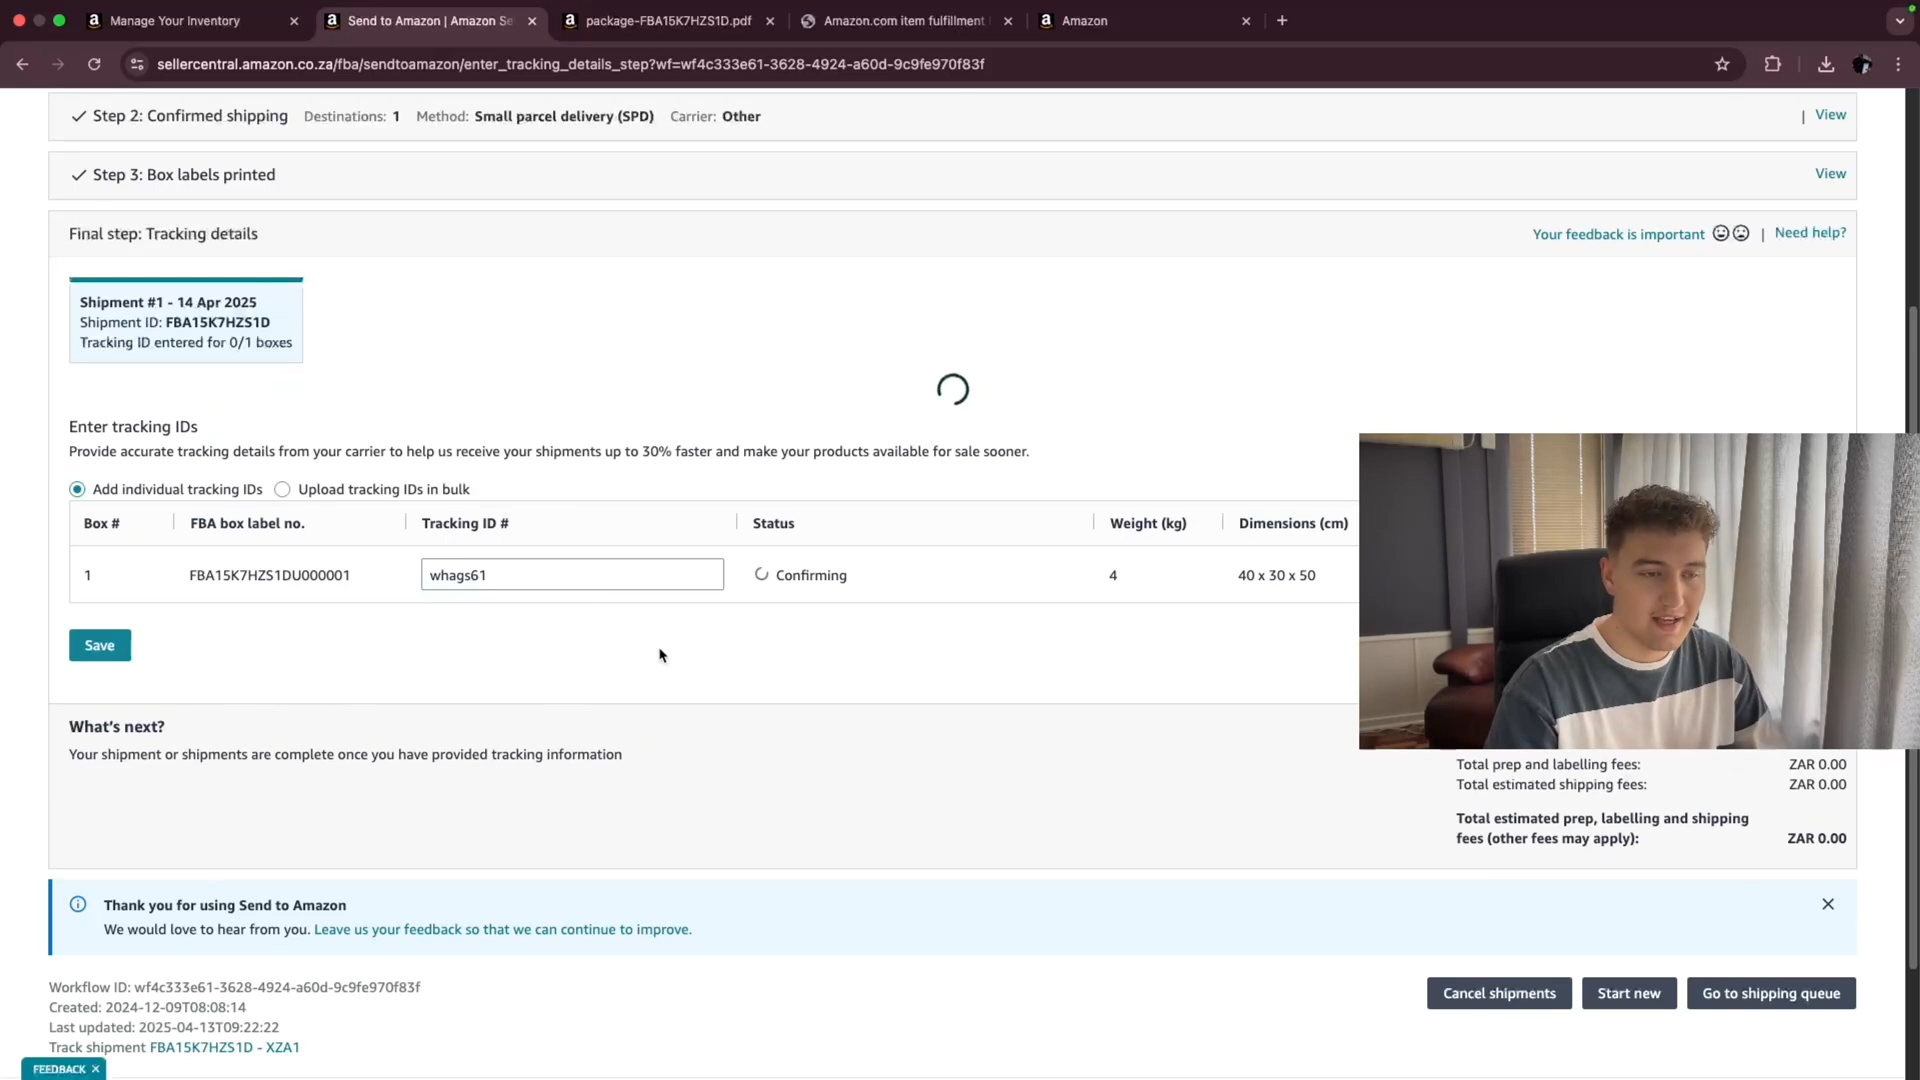 Manage Your Inventory
Send to Amazon | Amazon Se
package-FBA15K7HZS1D.pdf
Amazon.com item fulfillment
Amazon
sellercentral.amazon.co.za/fba/sendtoamazon/enter_tracking_details_step?wf=wf4c333e61-3628-4924-a60d-9c9fe970f83f
Step 2: Confirmed shipping Destinations: 1 Method: Small parcel delivery (SPD) Carrier: Other | View
Step 3: Box labels printed View
Final step: Tracking details Your feedback is important | Need help?
Shipment #1 - 14 Apr 2025
Shipment ID: FBA15K7HZS1D
Tracking ID entered for 0/1 boxes
Enter tracking IDs
Provide accurate tracking details from your carrier to help us receive your shipments up to 30% faster and make your products available for sale sooner.
Add individual tracking IDs Upload tracking IDs in bulk
Box # FBA box label no. Tracking ID # Status Weight (kg) Dimensions (cm)
1 FBA15K7HZS1DU000001 whags61 Confirming 4 40 x 30 x 50
Save
What's next?
Your shipment or shipments are complete once you have provided tracking information
Total prep and labelling fees: ZAR 0.00
Total estimated shipping fees: ZAR 0.00
Total estimated prep, labelling and shipping
fees (other fees may apply): ZAR 0.00
Thank you for using Send to Amazon
We would love to hear from you. Leave us your feedback so that we can continue to improve.
Workflow ID: wf4c333e61-3628-4924-a60d-9c9fe970f83f
Created: 2024-12-09T08:08:14
Last updated: 2025-04-13T09:22:22
Track shipment FBA15K7HZS1D - XZA1
Cancel shipments Start new Go to shipping queue
FEEDBACK